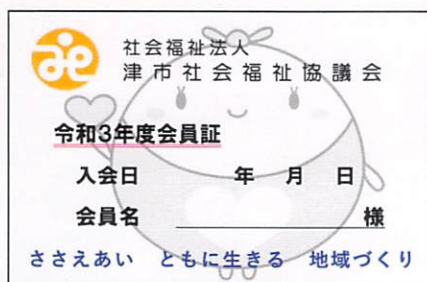 社会福祉法人
津市社会福祉協議会
令和3年度会員証
入会日　　　年　月　日
会員名　　　　　　　様
ささえあい　ともに生きる　地域づくり